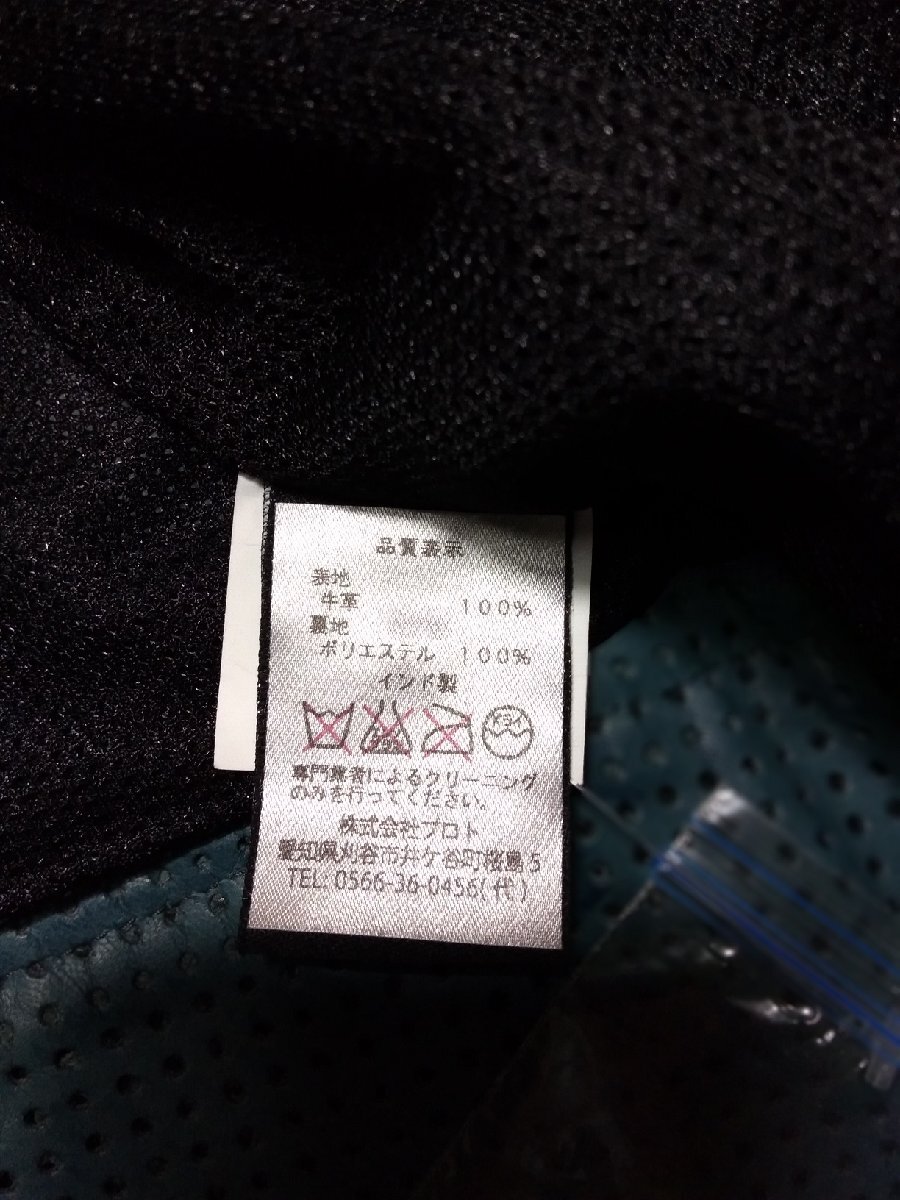 品質表示
表地
牛革 100%
裏地
ポリエステル 100%
インド製
専門業者によるクリーニング
のみを行ってください。
株式会社プロト
愛知県刈谷市井ケ谷町桜島5
TEL: 0566-36-0456(代)